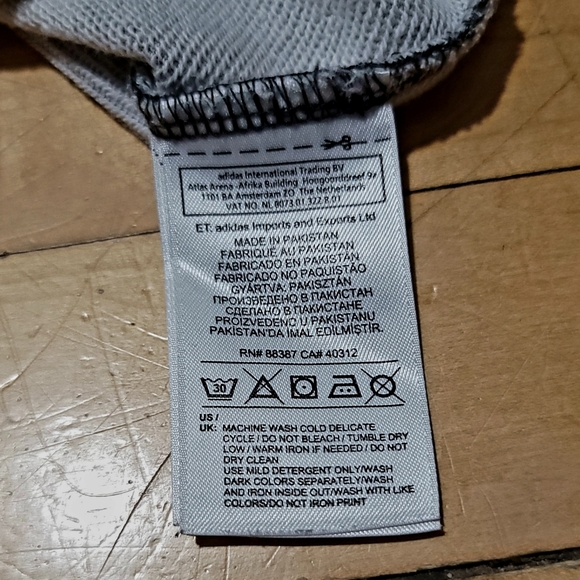 adidas International Trading BV
Atlas Arena -Afrika Building Hoogoorddreef 9a
1101 BA Amsterdam ZO The Netherlands
VAT NO. NL 8073.01.327.B.01
ET: adidas Imports and Exports Ltd
MADE IN PAKISTAN
FABRIQUÉ AU PAKISTAN
FABRICADO EN PAKISTÁN
FABRICADO NO PAQUISTÃO
GYÁRTVA: PAKISZTÁN
ПРОИЗВЕДЕНО В ПАКИСТАН
СДЕЛАНО В ПАКИСТАНЕ
PROIZVEDENO U PAKISTANU
PAKİSTAN'DA İMAL EDİLMİŞTİR.
RN# 88387 CA# 40312
30
US /
UK: MACHINE WASH COLD DELICATE
CYCLE / DO NOT BLEACH / TUMBLE DRY
LOW / WARM IRON IF NEEDED / DO NOT
DRY CLEAN
USE MILD DETERGENT ONLY/WASH
DARK COLORS SEPARATELY/WASH
AND IRON INSIDE OUT/WASH WITH LIKE
COLORS/DO NOT IRON PRINT